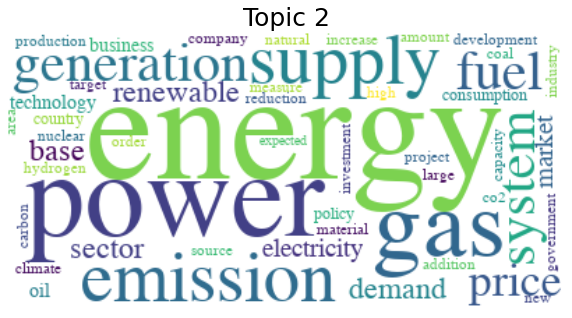 Topic 2
production
business
company
natural
increase
amount
development
generation
supply
fuel
coal
industry
target
renewable
measure
technology
reduction
high
consumption
area
country
energy
nuclear
order
expected
base
hydrogen
investment
project
capacity
system
market
large
power
gas
co2
government
carbon
policy
material
sector
source
electricity
addition
climate
emission
demand
price
oil
new